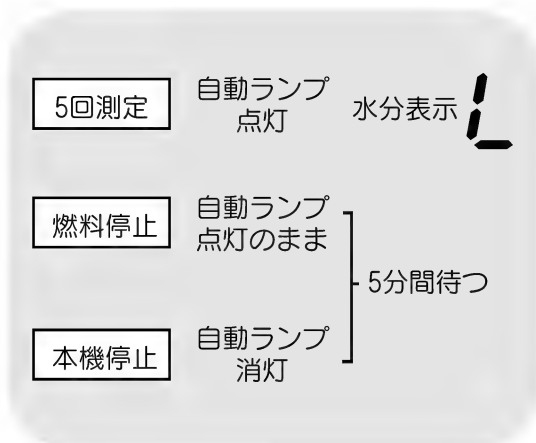 5回測定
自動ランプ
点灯
水分表示 L
燃料停止
自動ランプ
点灯のまま
5分間待つ
本機停止
自動ランプ
消灯